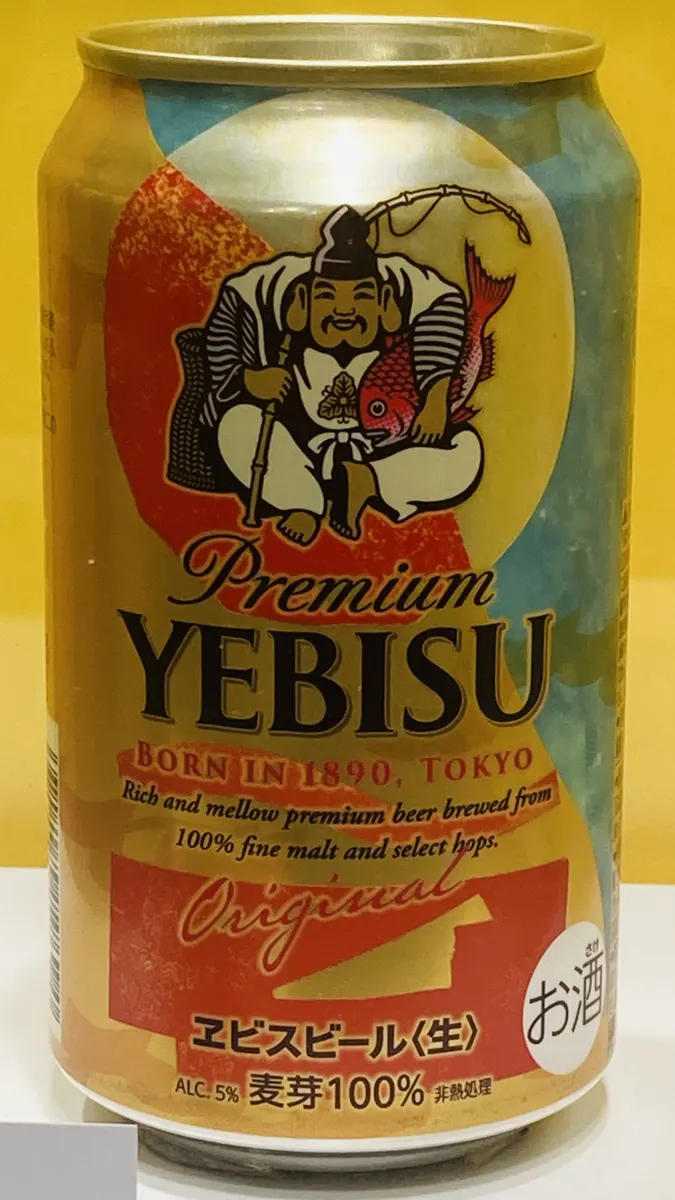 Premium
YEBISU
BORN IN 1890, TOKYO
Rich and mellow premium beer brewed from
100% fine malt and select hops.
Original
ヱビスビール〈生〉
ALC. 5% 麦芽100% 非熱処理
さけ
お酒